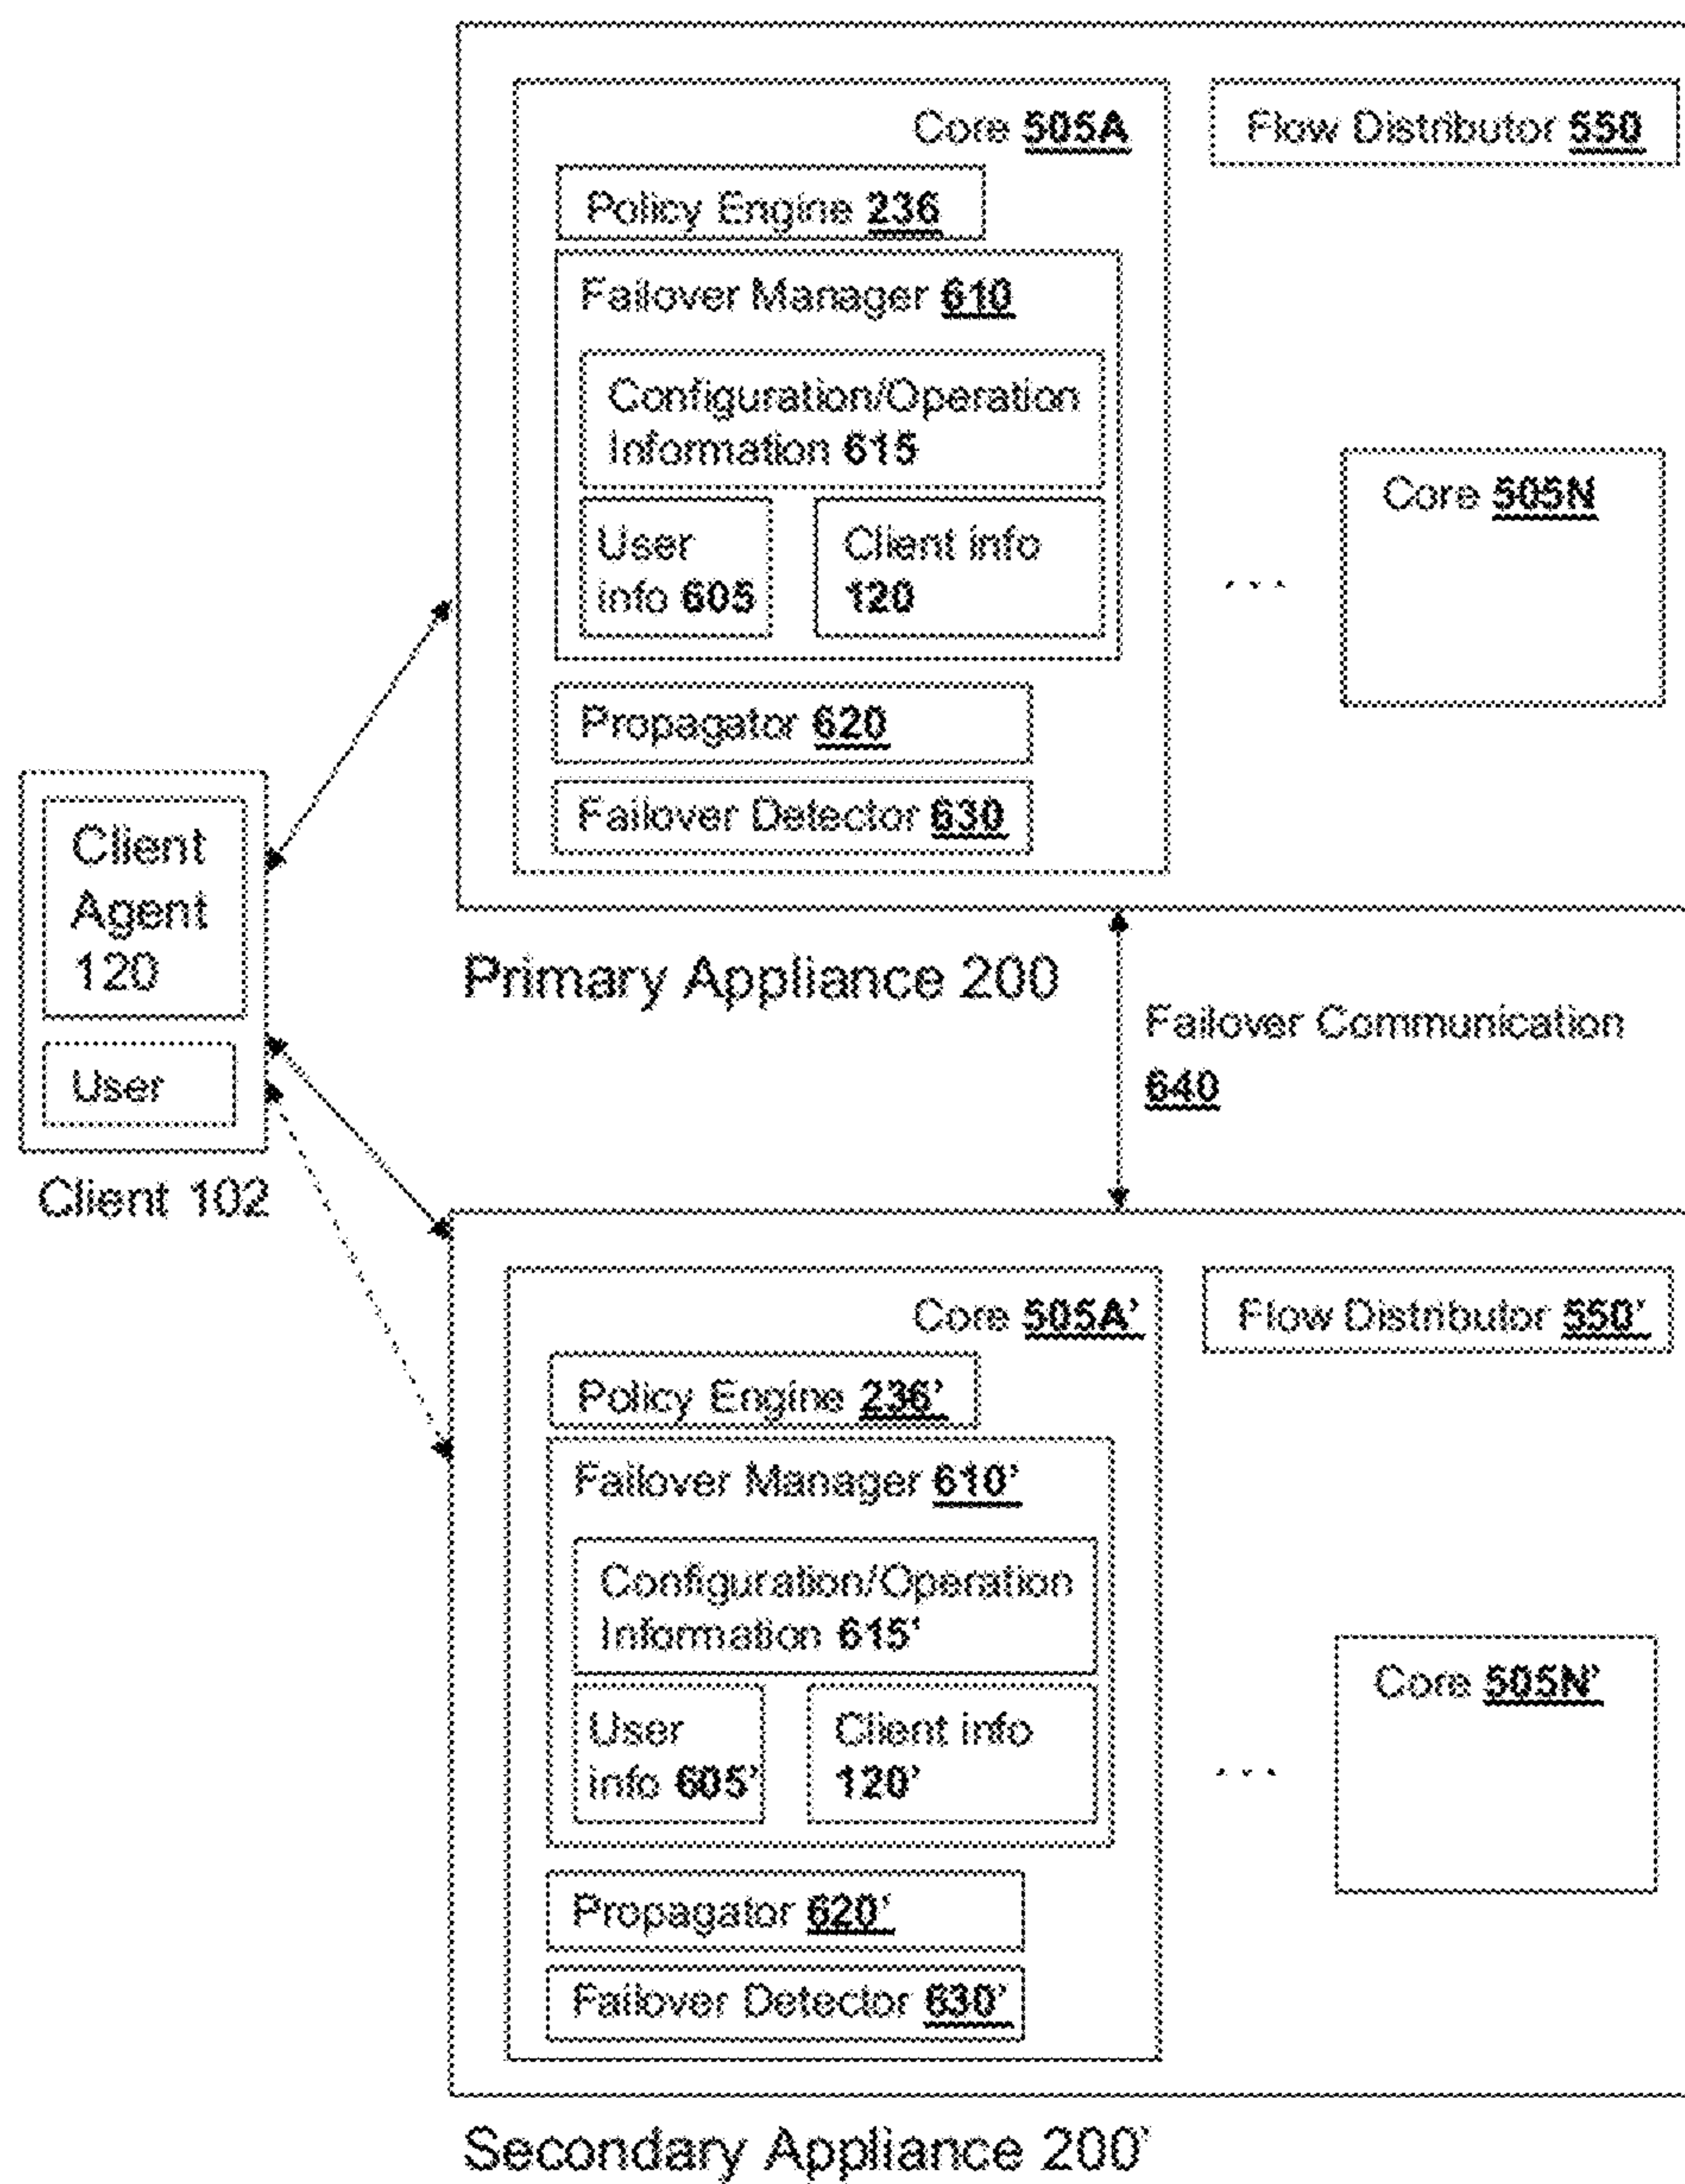 Core 505A
Flow Distributor 550
Policy Engine 236
Failover Manager 610
Configuration/Operation
Information 615
User
info 605
Client info
120
Core 505N
. . .
Propagator 620
Failover Detector 630
Primary Appliance 200
Client
Agent
120
User
Client 102
Failover Communication
640
Core 505A'
Flow Distributor 550'
Policy Engine 236'
Failover Manager 610'
Configuration/Operation
Information 615'
User
info 605'
Client info
120'
Core 505N'
. . .
Propagator 620'
Failover Detector 630'
Secondary Appliance 200'